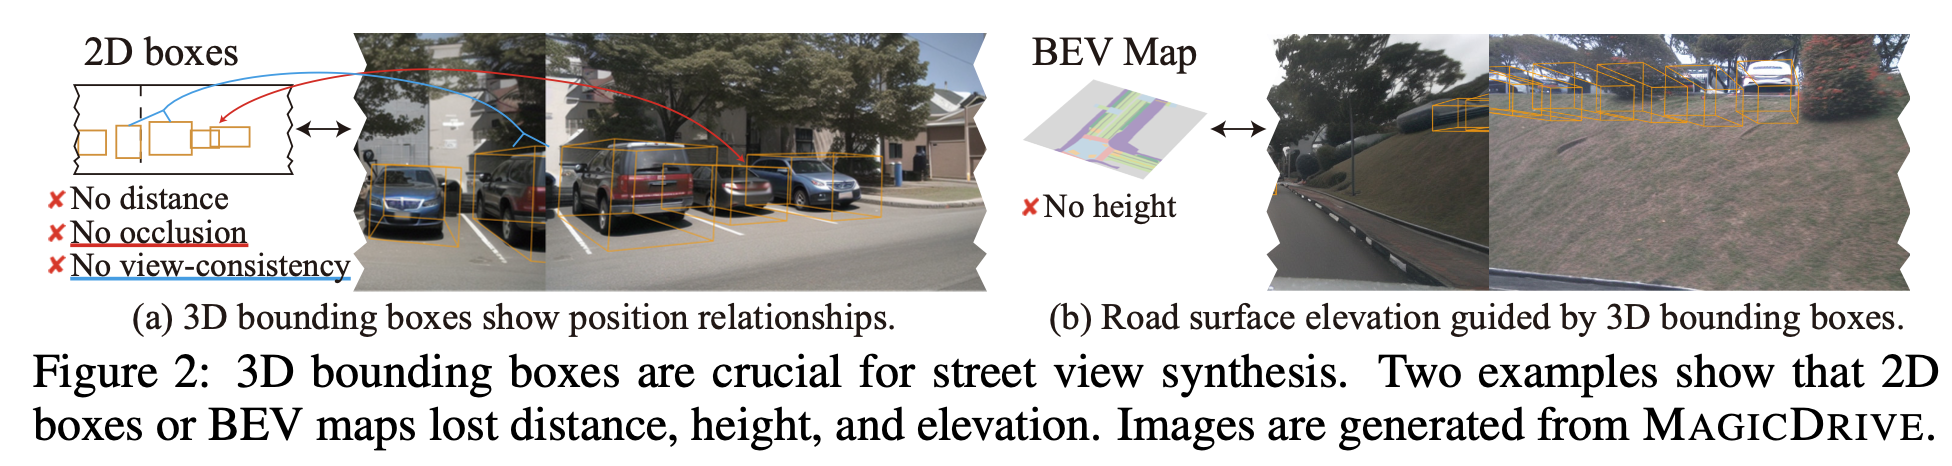 2D boxes
✘ No distance
✘ No occlusion
✘ No view-consistency
(a) 3D bounding boxes show position relationships.
BEV Map
✘ No height
(b) Road surface elevation guided by 3D bounding boxes.
Figure 2: 3D bounding boxes are crucial for street view synthesis. Two examples show that 2D
boxes or BEV maps lost distance, height, and elevation. Images are generated from MAGICDRIVE.